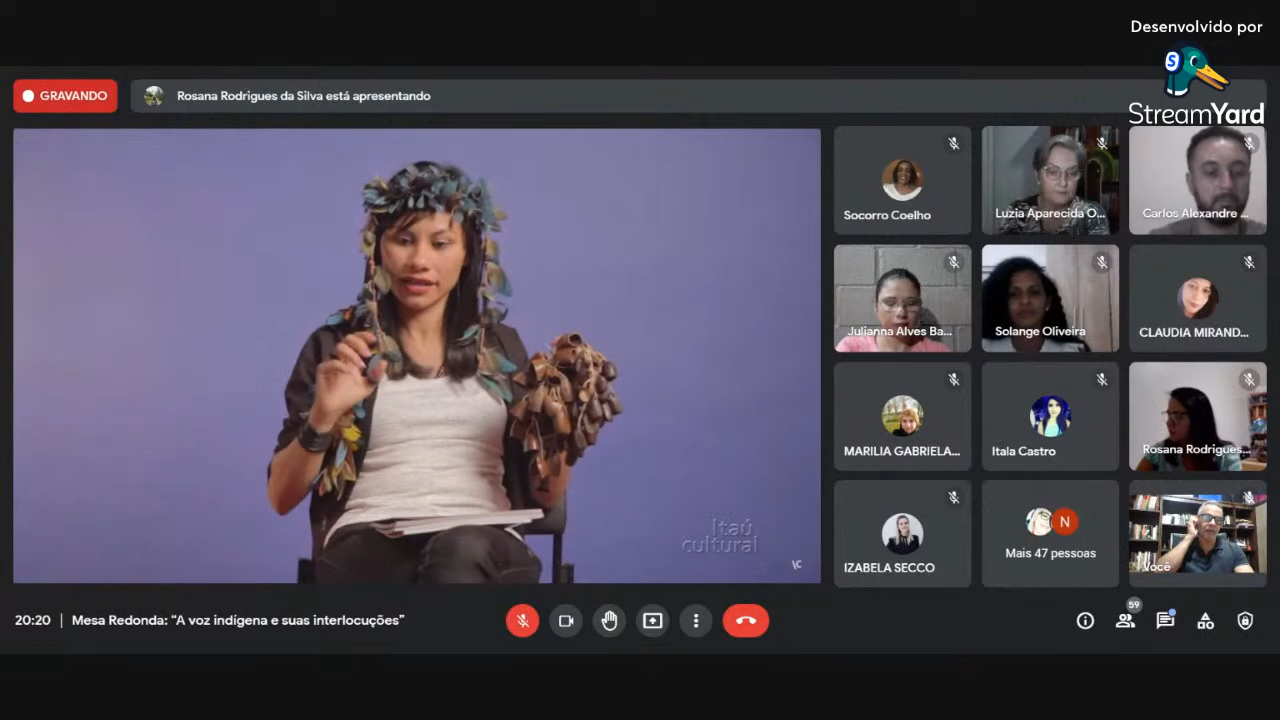 Desenvolvido por
StreamYard
GRAVANDO
Rosana Rodrigues da Silva está apresentando
Socorro Coelho
Luzia Aparecida O...
Carlos Alexandre ...
Julianna Alves Ba...
Solange Oliveira
CLAUDIA MIRAND...
MARILIA GABRIELA...
Itala Castro
Rosana Rodrigues...
IZABELA SECCO
N
Mais 47 pessoas
Você
Itaú
cultural
VC
20:20 | Mesa Redonda: “A voz indígena e suas interlocuções”
59